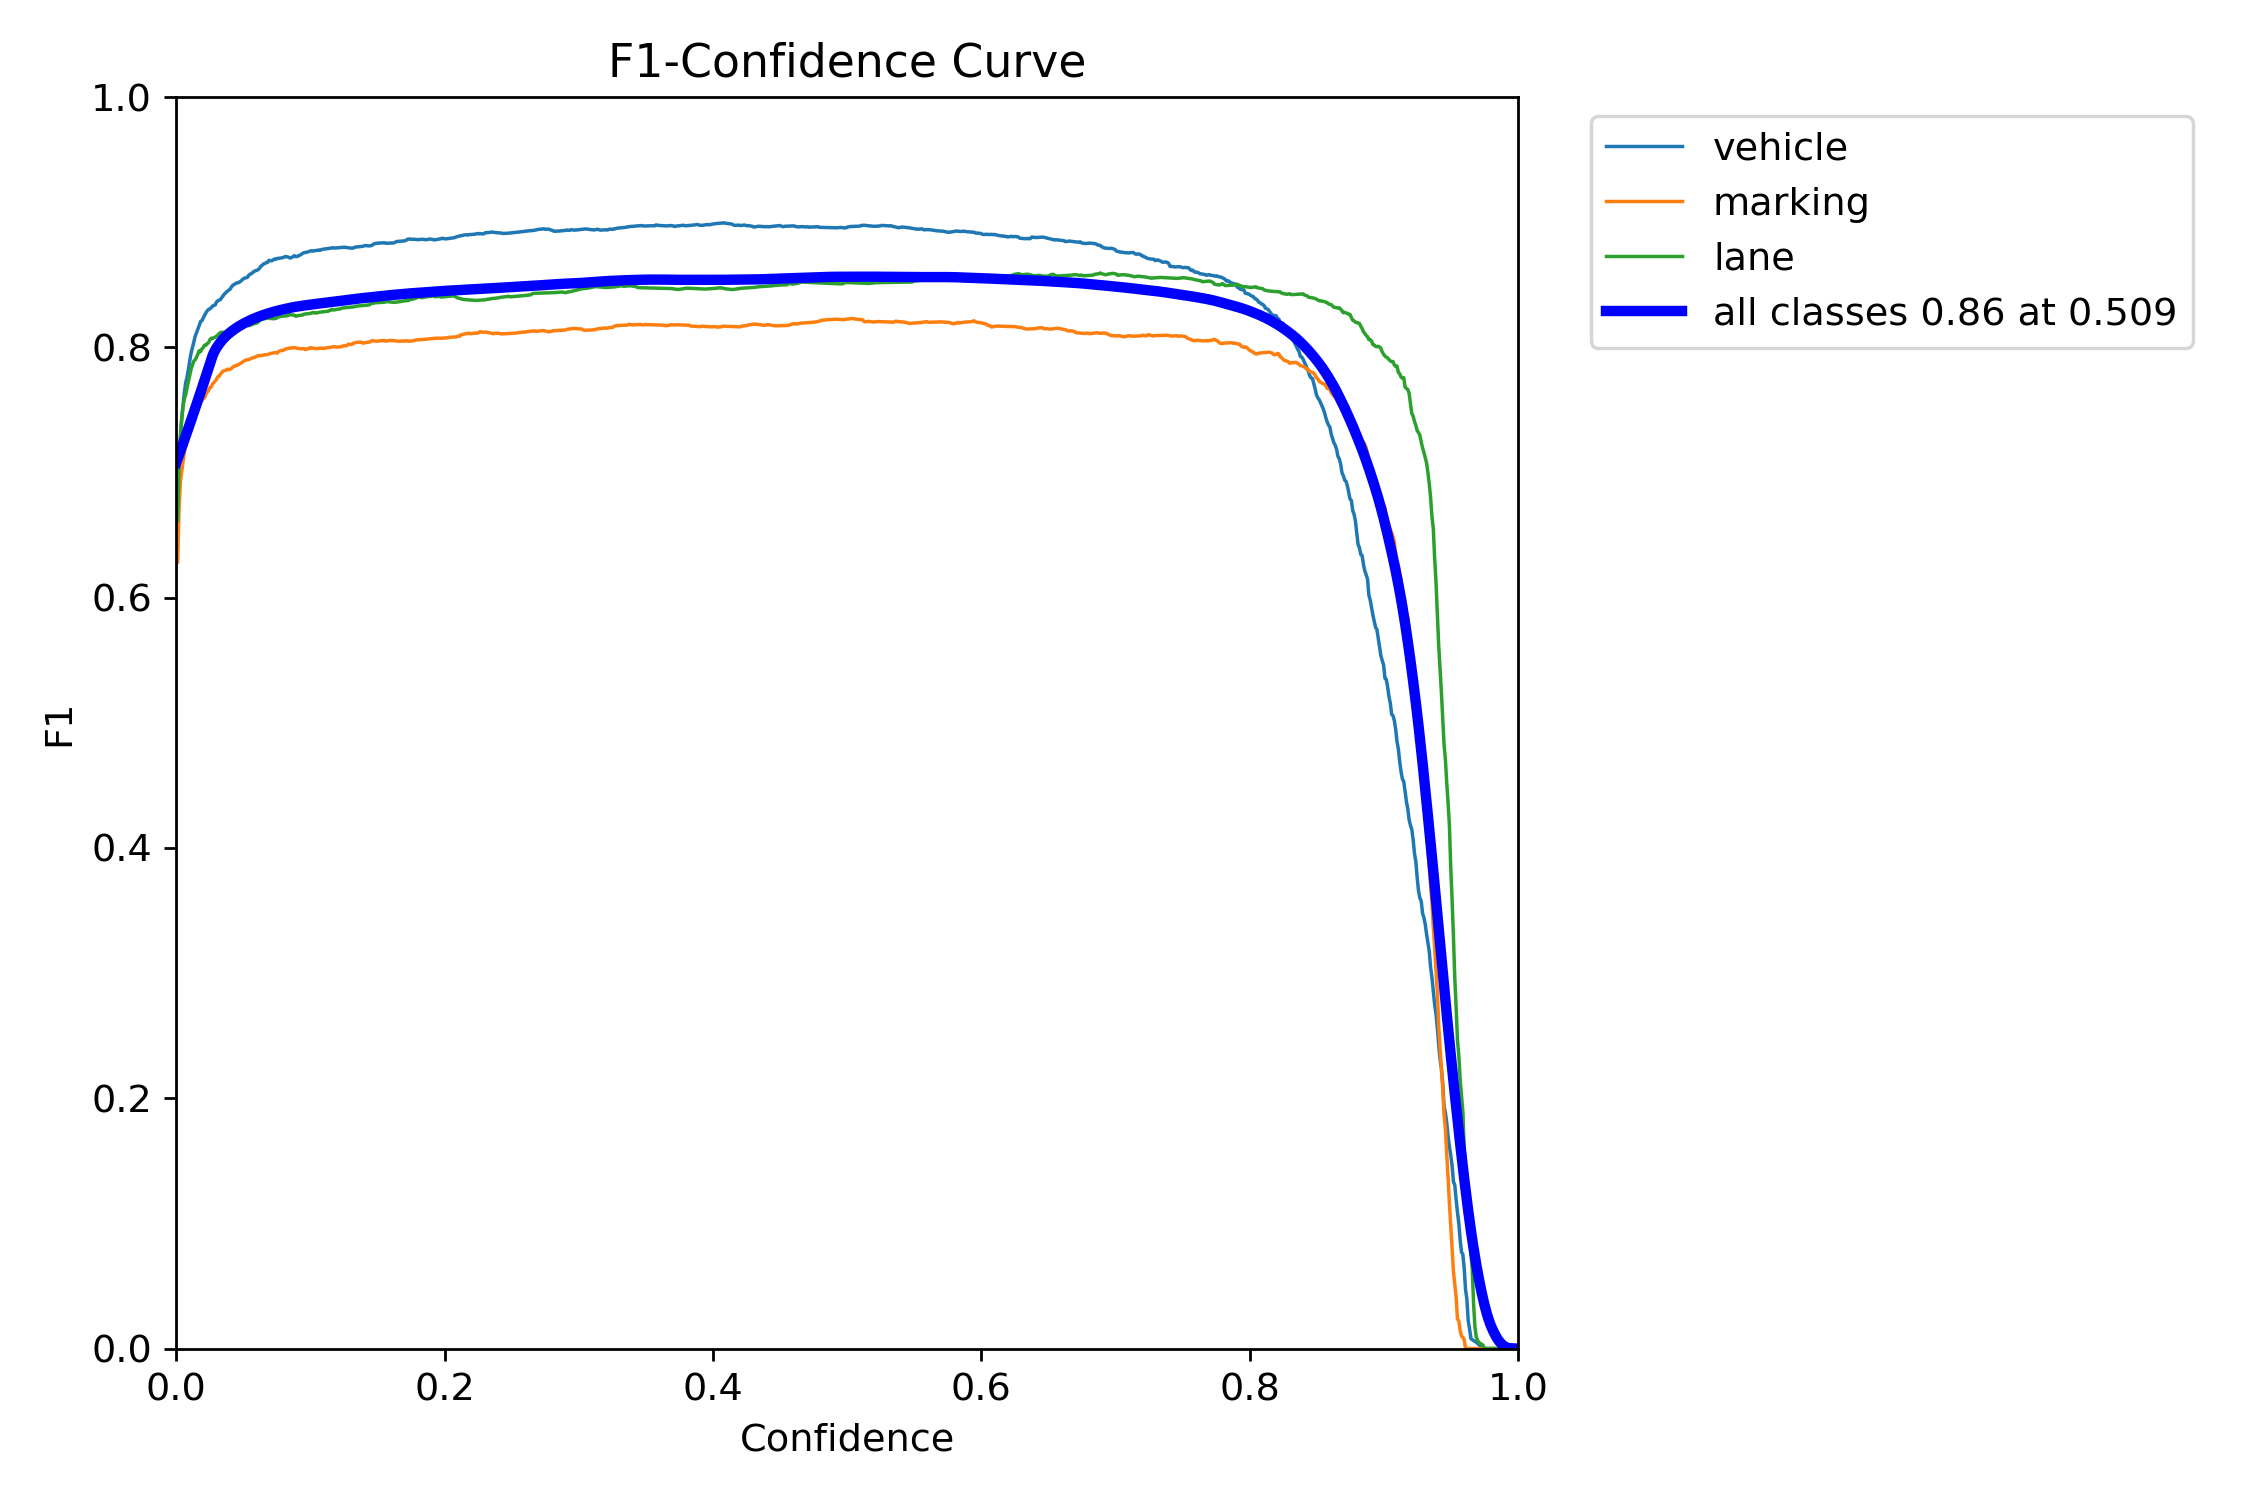 F1-Confidence Curve
1.0
0.8
0.6
0.4
0.2
0.0
F1
0.0 0.2 0.4 0.6 0.8 1.0
Confidence
vehicle
marking
lane
all classes 0.86 at 0.509